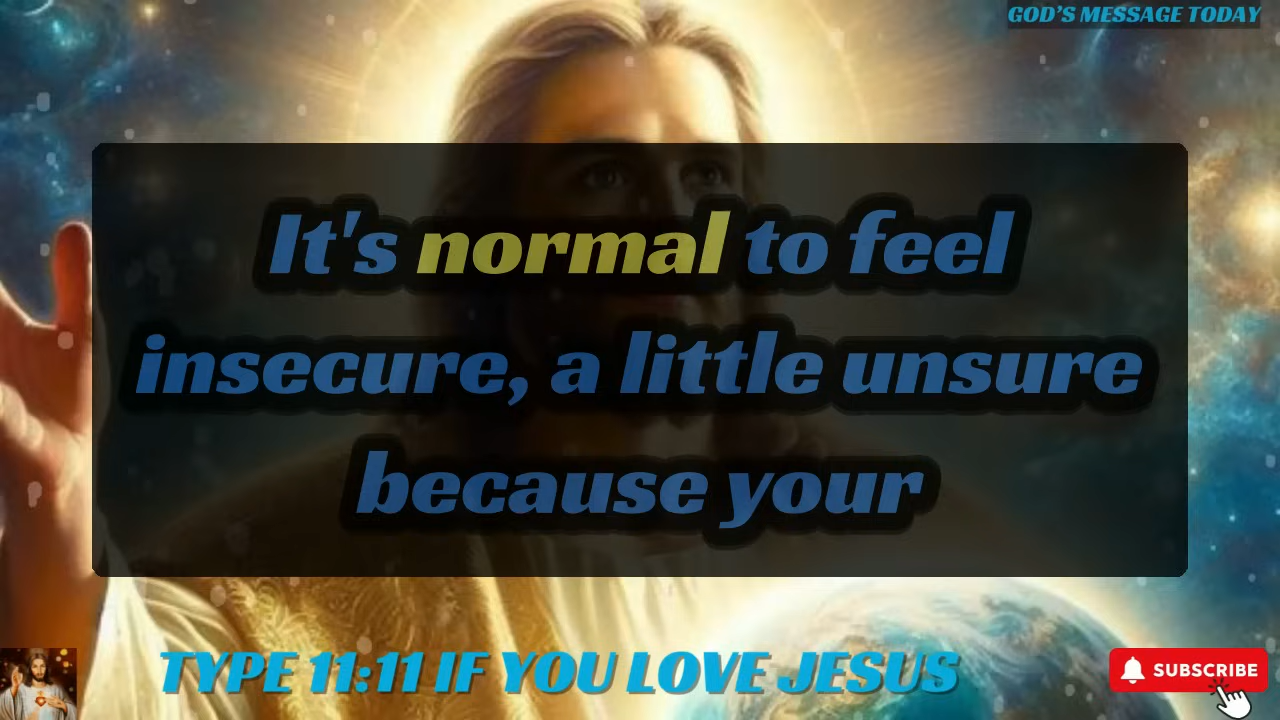 GOD'S MESSAGE TODAY
It's normal to feel
insecure, a little unsure
because your
TYPE 11:11 IF YOU LOVE JESUS
SUBSCRIBE